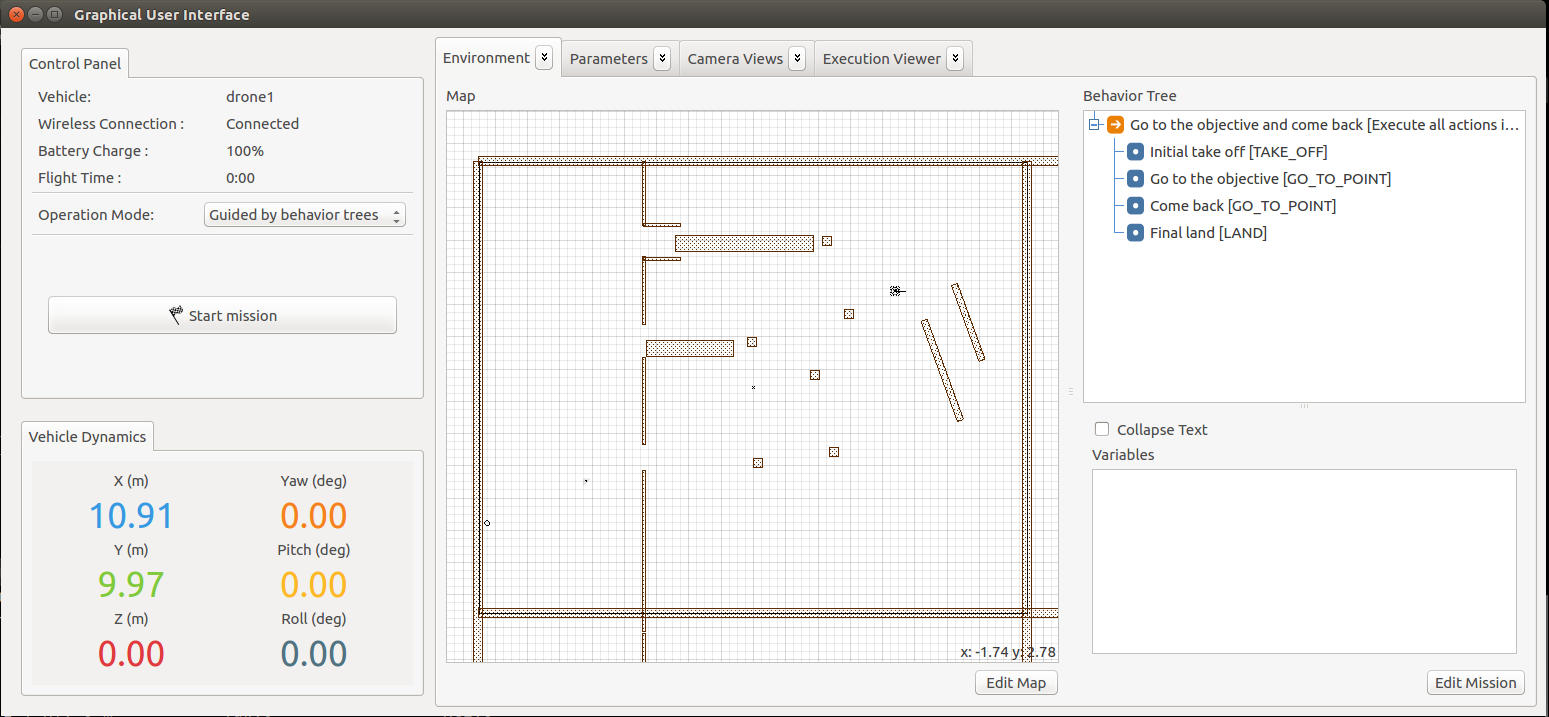 Graphical User Interface
Control Panel
Vehicle: drone1
Wireless Connection : Connected
Battery Charge : 100%
Flight Time : 0:00
Operation Mode: Guided by behavior trees
Start mission
Vehicle Dynamics
X (m) Yaw (deg)
10.91 0.00
Y (m) Pitch (deg)
9.97 0.00
Z (m) Roll (deg)
0.00 0.00
Environment Parameters Camera Views Execution Viewer
Map
x: -1.74 y: 2.78
Edit Map
Behavior Tree
Go to the objective and come back [Execute all actions i...
Initial take off [TAKE_OFF]
Go to the objective [GO_TO_POINT]
Come back [GO_TO_POINT]
Final land [LAND]
Collapse Text
Variables
Edit Mission